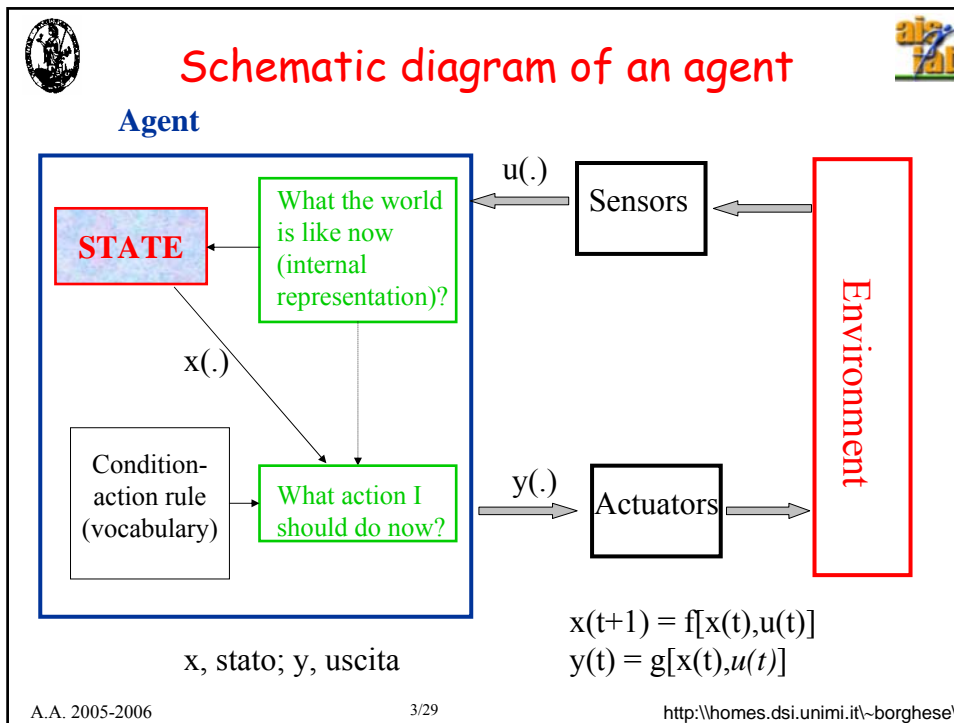 Schematic diagram of an agent
Agent
STATE
What the world
is like now
(internal
representation)?
u(.)
Sensors
Environment
x(.)
Condition-
action rule
(vocabulary)
What action I
should do now?
y(.)
Actuators
x, stato; y, uscita
x(t+1) = f[x(t),u(t)]
y(t) = g[x(t),u(t)]
A.A. 2005-2006
3/29
http:\\homes.dsi.unimi.it\~borghese\